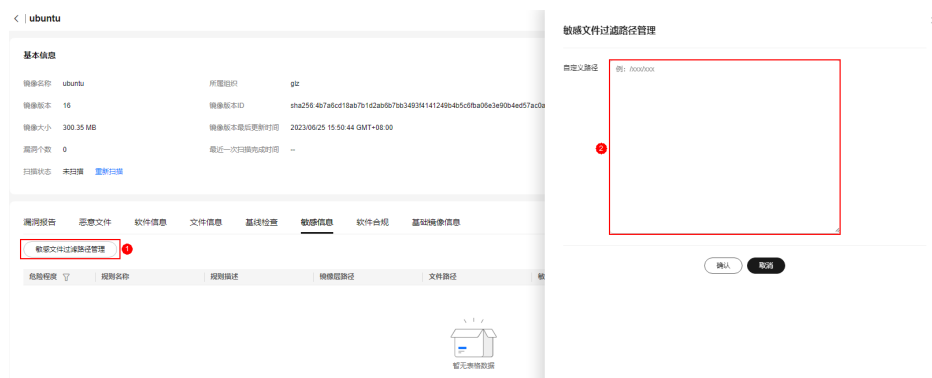 ubuntu
敏感文件过滤路径管理
基本信息
自定义路径 例：/xxx/xxx
镜像名称 ubuntu 所属组织 glz
镜像版本 16 镜像版本ID sha256:4b7a6cd18ab7b1d2ab6b7bb3493f4141249b4b5c6fba06e3e90b4ed57ac0a
镜像大小 300.35 MB 镜像版本最后更新时间 2023/06/25 15:50:44 GMT+08:00
漏洞个数 0 最近一次扫描完成时间 --
2
扫描状态 未扫描 重新扫描
漏洞报告 恶意文件 软件信息 文件信息 基线检查 敏感信息 软件合规 基础镜像信息
敏感文件过滤路径管理 1
确认 取消
危险程度 规则名称 规则描述 镜像层路径 文件路径 敏
暂无表格数据